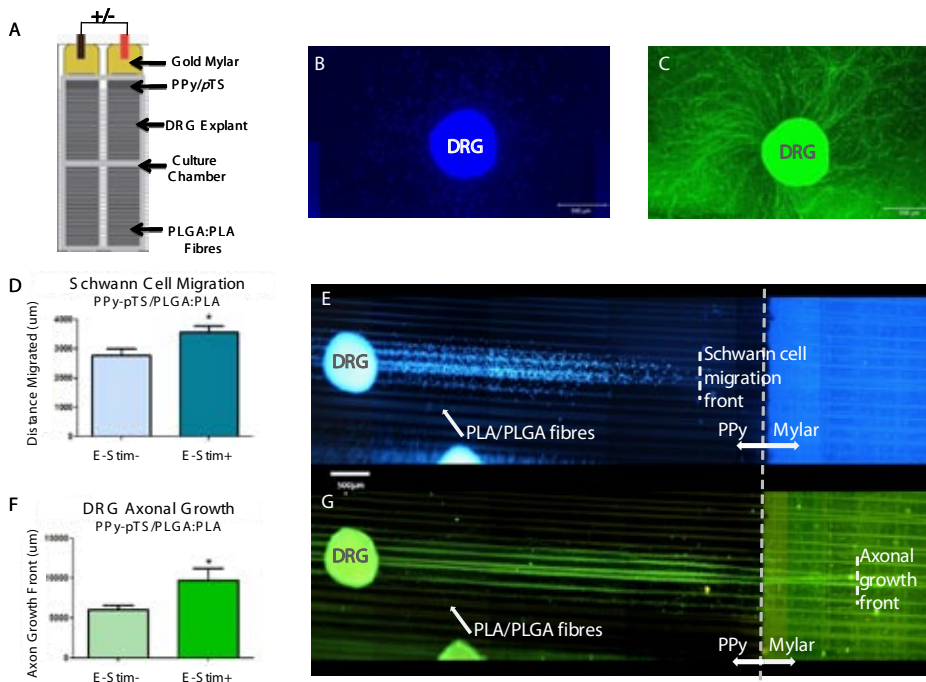 A
+/-
Gold Mylar
PPy/pTS
DRG Explant
Culture
Chamber
PLGA:PLA
Fibres
B
DRG
C
DRG
D
Schwann Cell Migration
PPy-pTS/PLGA:PLA
Distance Migrated (um)
4000
3000
2000
1000
0
*
E-Stim-
E-Stim+
E
DRG
Schwann cell
migration
front
PLA/PLGA fibres
PPy
Mylar
500µm
F
DRG Axonal Growth
PPy-pTS/PLGA:PLA
Axon Growth Front (um)
15000
10000
5000
0
*
E-Stim-
E-Stim+
G
DRG
Axonal
growth
front
PLA/PLGA fibres
PPy
Mylar